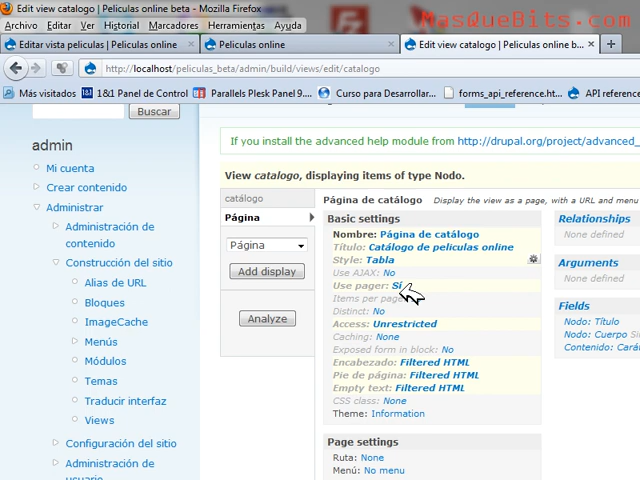 Edit view catalogo | Peliculas online beta - Mozilla Firefox
MasQueBits.com
Archivo Editar Ver Historial Marcadores Herramientas Ayuda
Editar vista peliculas | Peliculas online
Peliculas online
Edit view catalogo | Peliculas online b...
http://localhost/peliculas_beta/admin/build/views/edit/catalogo
Más visitados
1&1 Panel de Control
Parallels Plesk Panel 9....
Curso para Desarrollar...
forms_api_reference.ht...
API reference
Buscar
admin
Mi cuenta
Crear contenido
Administrar
Administración de
contenido
Construcción del sitio
Alias de URL
Bloques
ImageCache
Menús
Módulos
Temas
Traducir interfaz
Views
Configuración del sitio
Administración de
usuario
If you install the advanced help module from http://drupal.org/project/advanced_
View catalogo, displaying items of type Nodo.
catálogo
Página
Página
Add display
Analyze
Página de catálogo Display the view as a page, with a URL and menu
Basic settings
Nombre: Página de catálogo
Título: Catálogo de peliculas online
Style: Tabla
Use AJAX: No
Use pager: Sí
Items per page
Distinct: No
Access: Unrestricted
Caching: None
Exposed form in block: No
Encabezado: Filtered HTML
Pie de página: Filtered HTML
Empty text: Filtered HTML
CSS class: None
Theme: Information
Page settings
Ruta: None
Menú: No menu
Relationships
None defined
Arguments
None defined
Fields
Nodo: Título
Nodo: Cuerpo Si
Contenido: Cará